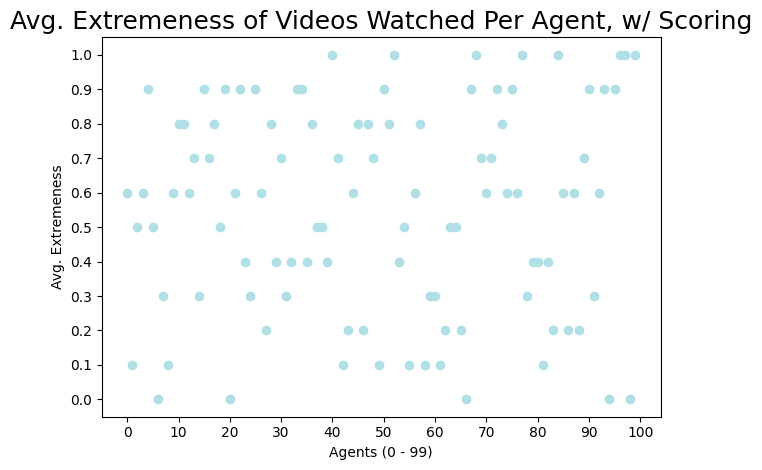 Avg. Extremeness of Videos Watched Per Agent, w/ Scoring
1.0
0.9
0.8
0.7
0.6
0.5
0.4
0.3
0.2
0.1
0.0
Avg. Extremeness
0 10 20 30 40 50 60 70 80 90 100
Agents (0 - 99)